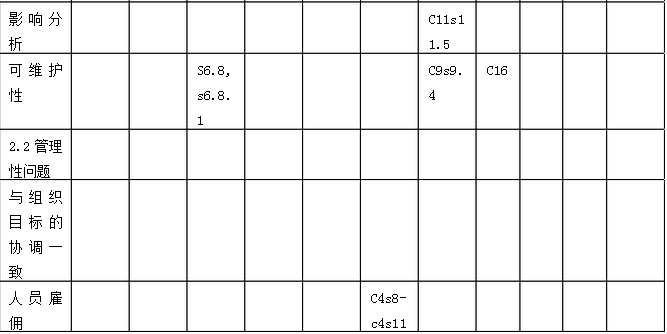 影响分
析
C11s1
1.5
可维护
性
S6.8,
s6.8.
1
C9s9.
4
C16
2.2管理
性问题
与组织
目标的
协调一
致
人员雇
佣
C4s8-
c4s11